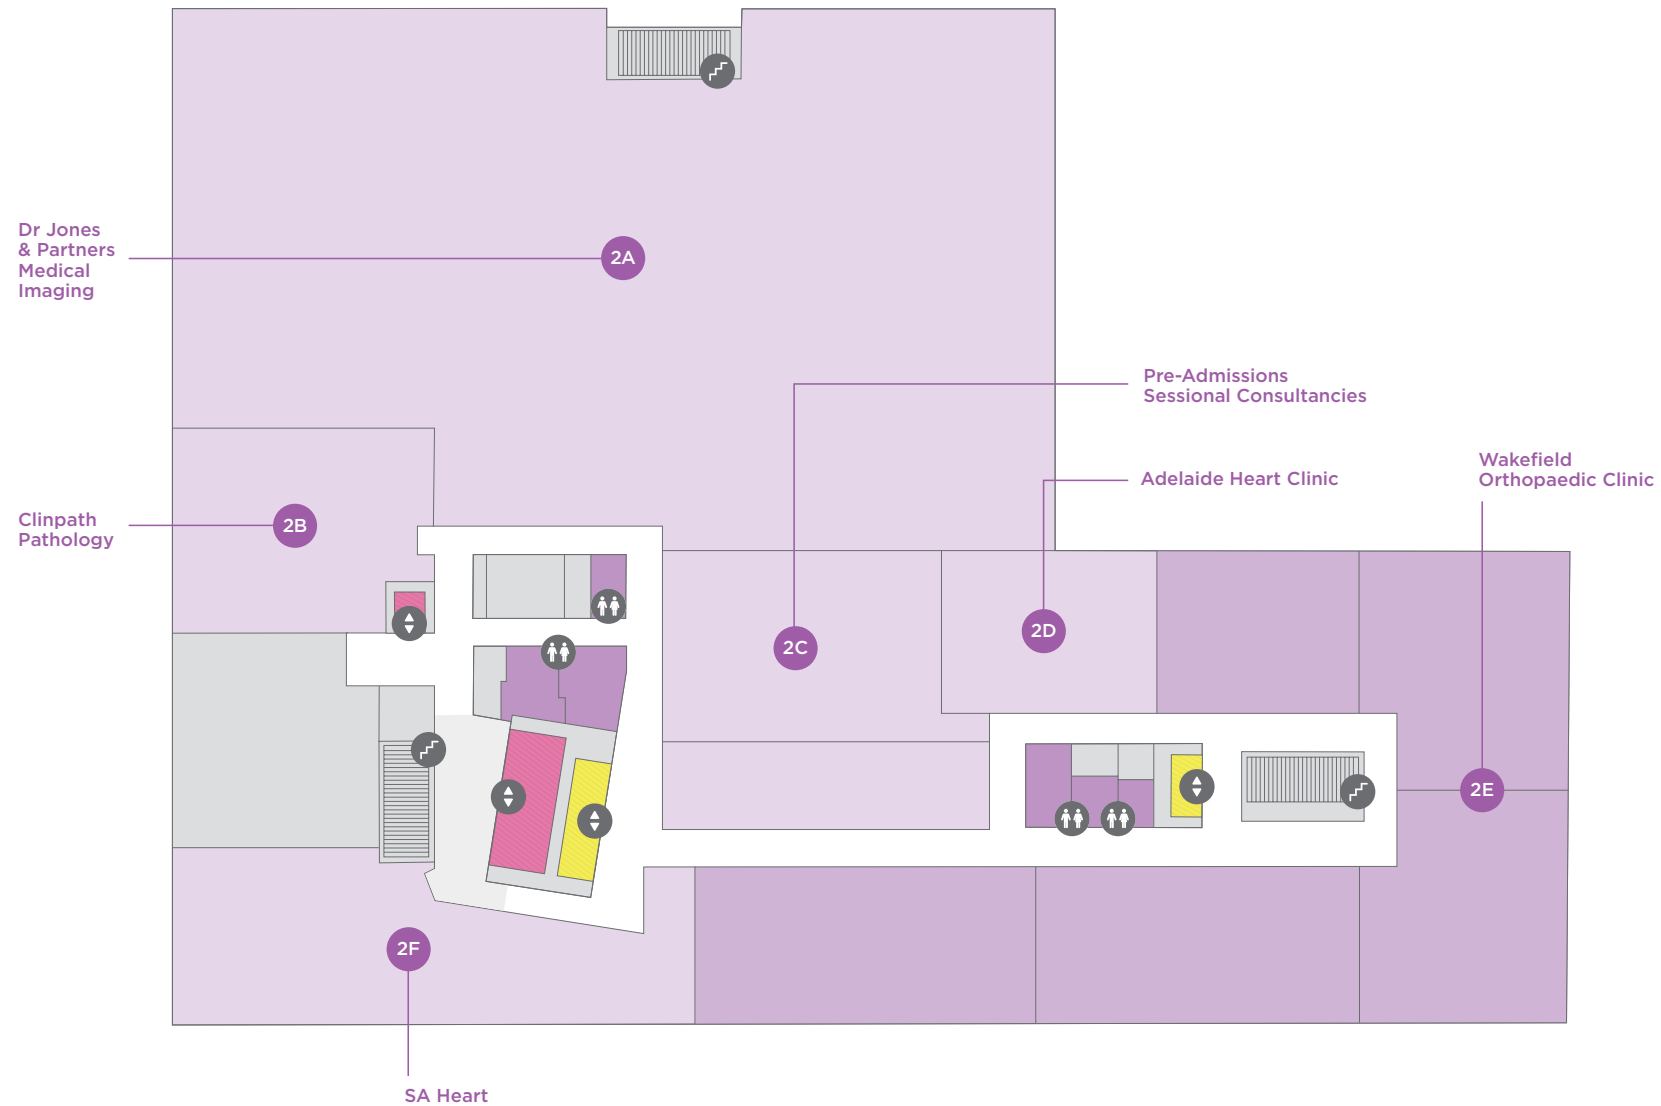 Dr Jones
& Partners
Medical
Imaging
2A
Pre-Admissions
Sessional Consultancies
Wakefield
Orthopaedic Clinic
Adelaide Heart Clinic
Clinpath
Pathology
2B
2C
2D
2E
2F
SA Heart